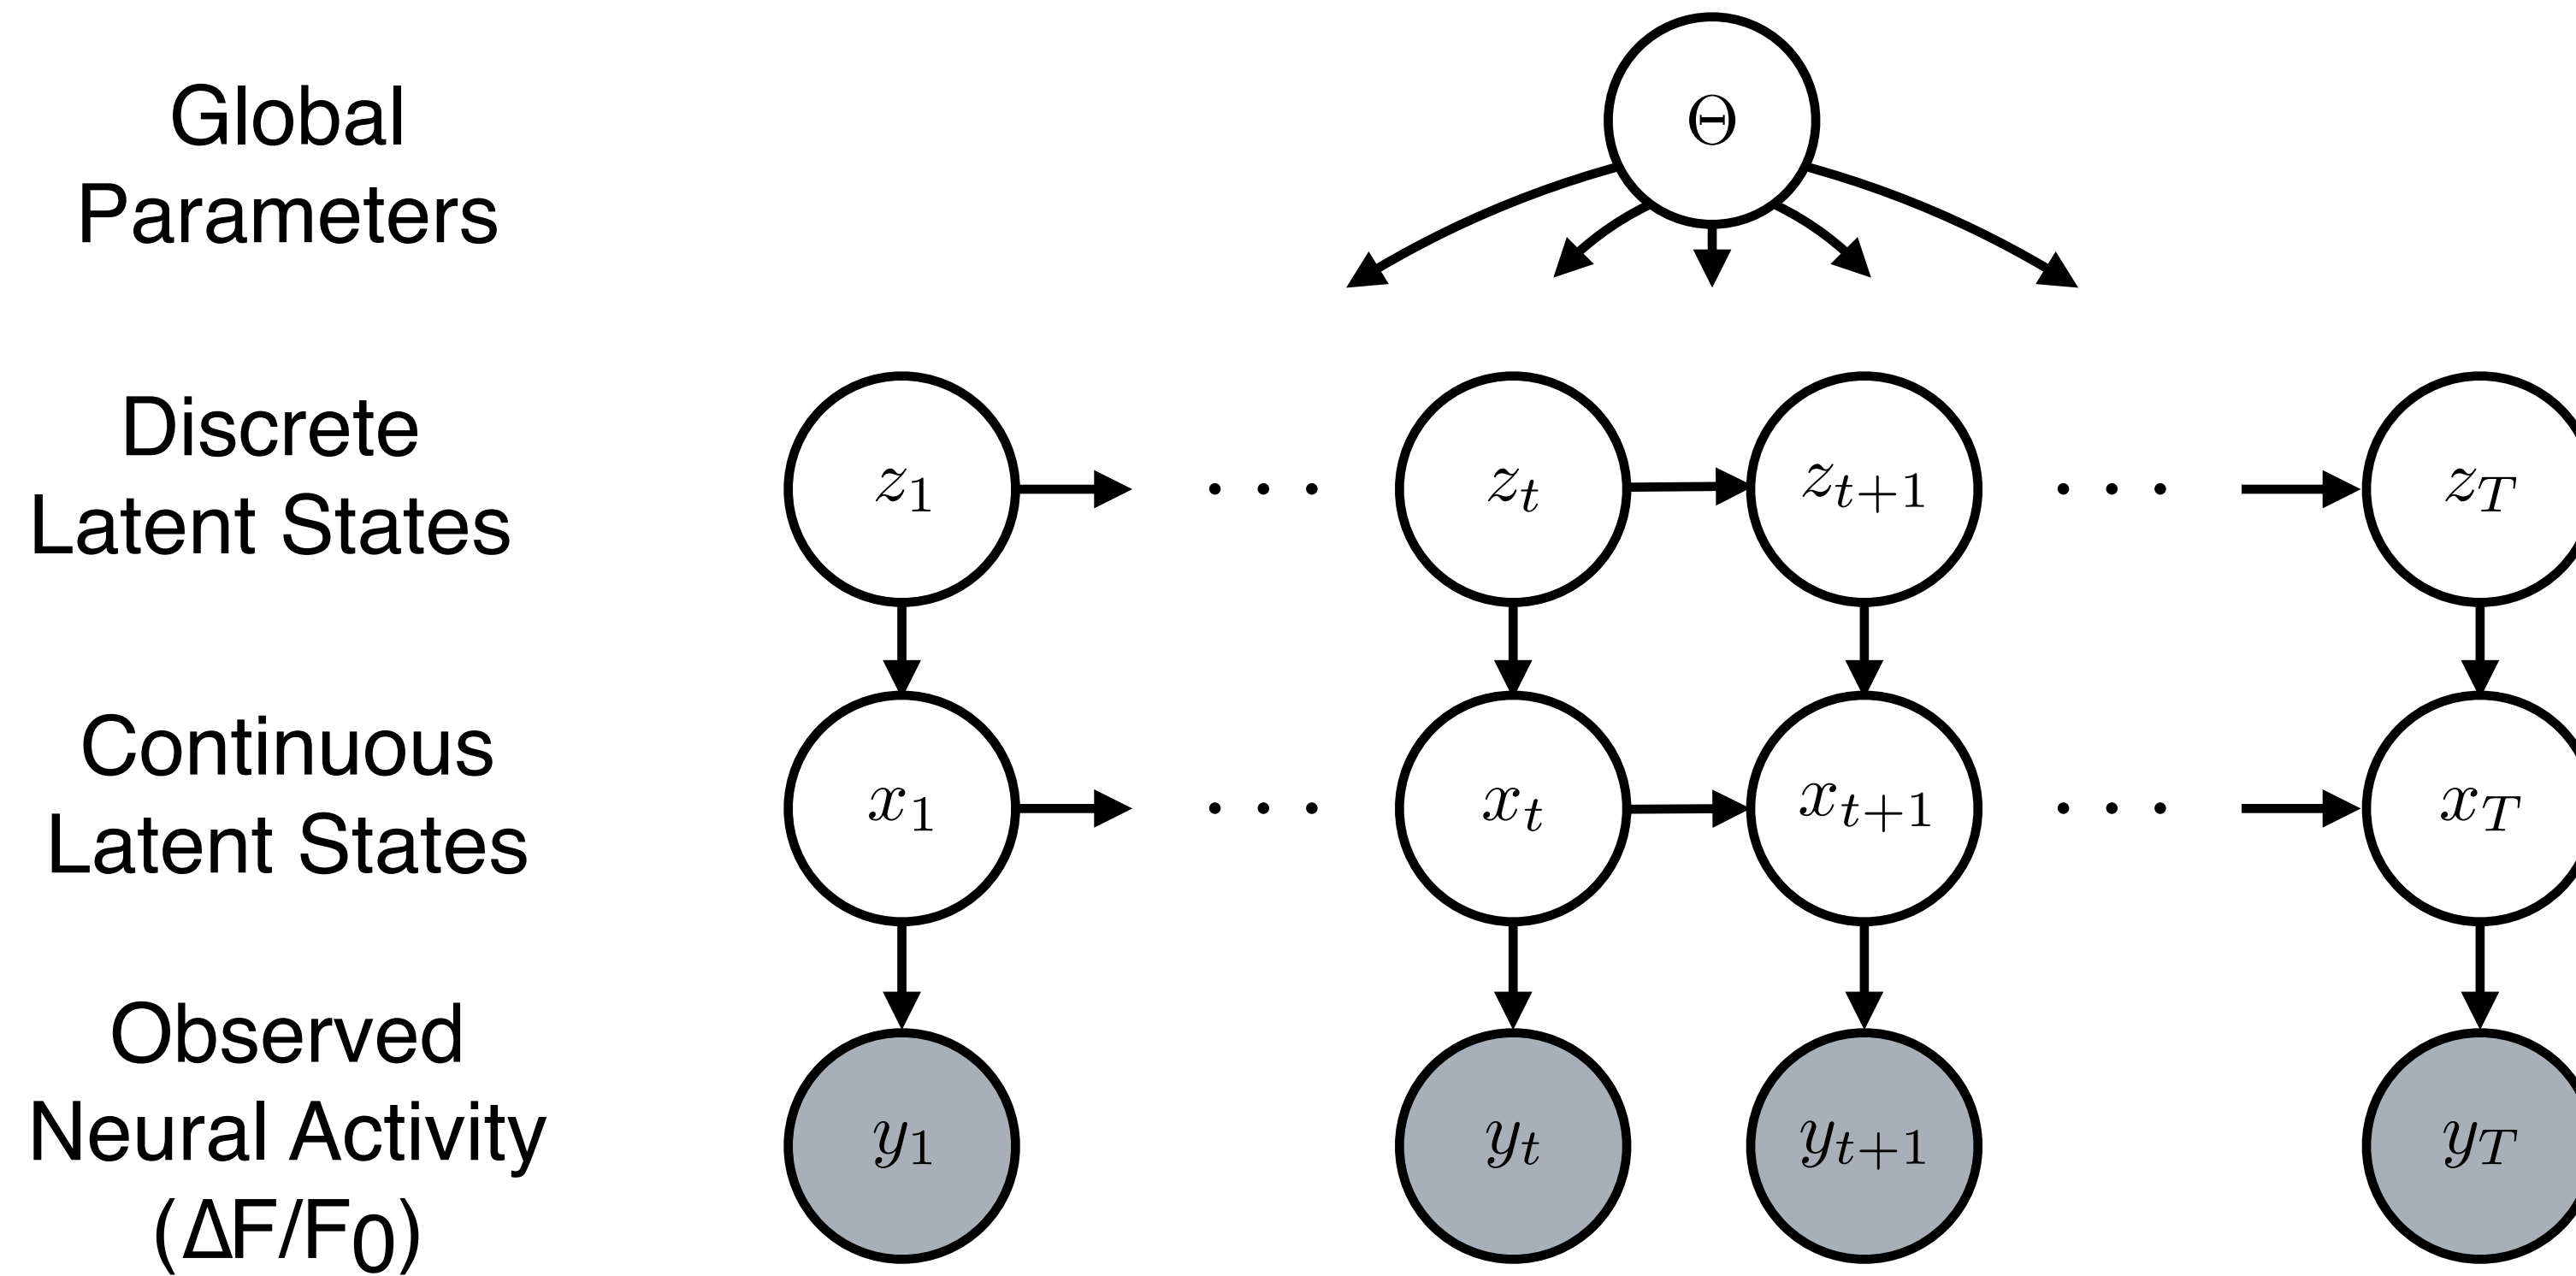 Global
Parameters
Θ
Discrete
Latent States
z1 · · · zt zt+1 · · · zT
Continuous
Latent States
x1 · · · xt xt+1 · · · xT
Observed
Neural Activity
(ΔF/F0)
y1 yt yt+1 yT